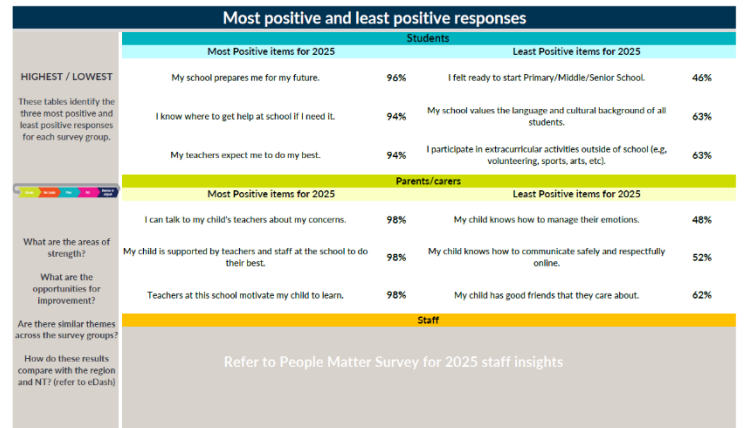 Most positive and least positive responses
HIGHEST / LOWEST
These tables identify the
three most positive and
least positive responses
for each survey group.
What are the areas of
strength?
What are the
opportunities for
improvement?
Are there similar themes
across the survey groups?
How do these results
compare with the region
and NT? (refer to eDash)
Students
Most Positive items for 2025
Least Positive items for 2025
My school prepares me for my future. 96%
I felt ready to start Primary/Middle/Senior School. 46%
I know where to get help at school if I need it. 94%
My school values the language and cultural background of all
students. 63%
My teachers expect me to do my best. 94%
I participate in extracurricular activities outside of school (e.g,
volunteering, sports, arts, etc). 63%
Parents/carers
Most Positive items for 2025
Least Positive items for 2025
I can talk to my child's teachers about my concerns. 98%
My child knows how to manage their emotions. 48%
My child is supported by teachers and staff at the school to do
their best. 98%
My child knows how to communicate safely and respectfully
online. 52%
Teachers at this school motivate my child to learn. 98%
My child has good friends that they care about. 62%
Staff
Refer to People Matter Survey for 2025 staff insights